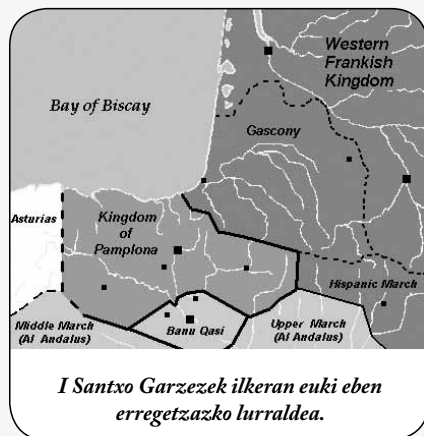 Western
Frankish
Kingdom
Bay of Biscay
Gascony
Asturias
Kingdom
of
Pamplona
Hispanic March
Banu Qasi
Middle March
(Al Andalus)
Upper March
(Al Andalus)
I Santxo Garzezek ilkeran euki eben
erregetzazko lurraldea.